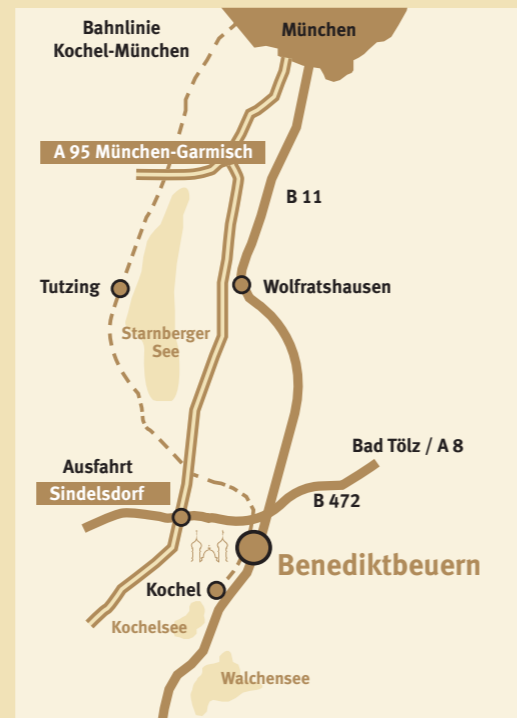 Bahnlinie
Kochel-München
München
A 95 München-Garmisch
B 11
Tutzing
Wolfratshausen
Starnberger
See
Bad Tölz / A 8
Ausfahrt
Sindelsdorf
B 472
Benediktbeuern
Kochel
Kochelsee
Walchensee